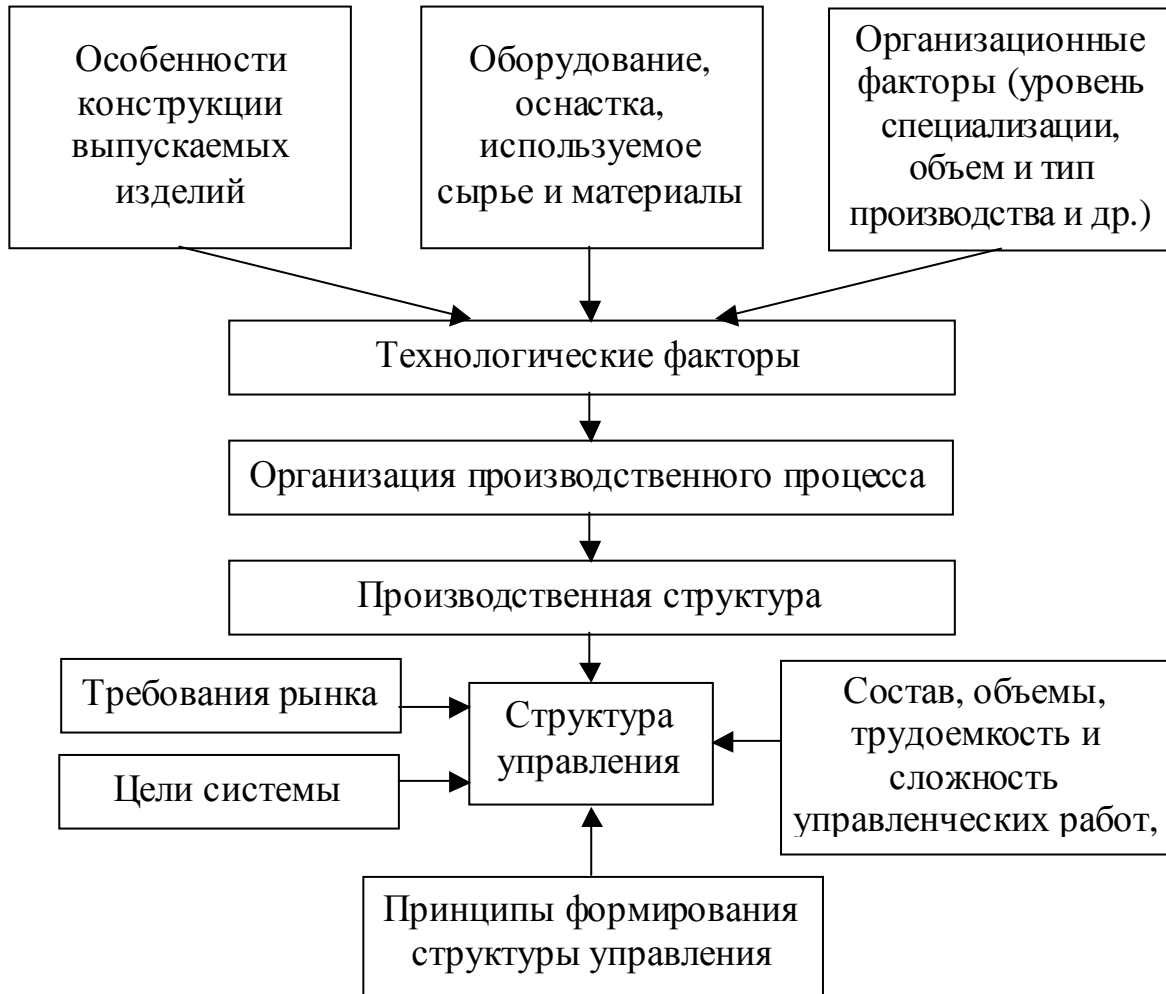 Особенности
конструкции
выпускаемых
изделий
Оборудование,
оснастка,
используемое
сырье и материалы
Организационные
факторы (уровень
специализации,
объем и тип
производства и др.)
Технологические факторы
Организация производственного процесса
Производственная структура
Требования рынка
Цели системы
Структура
управления
Состав, объемы,
трудоемкость и
сложность
управленческих работ,
Принципы формирования
структуры управления